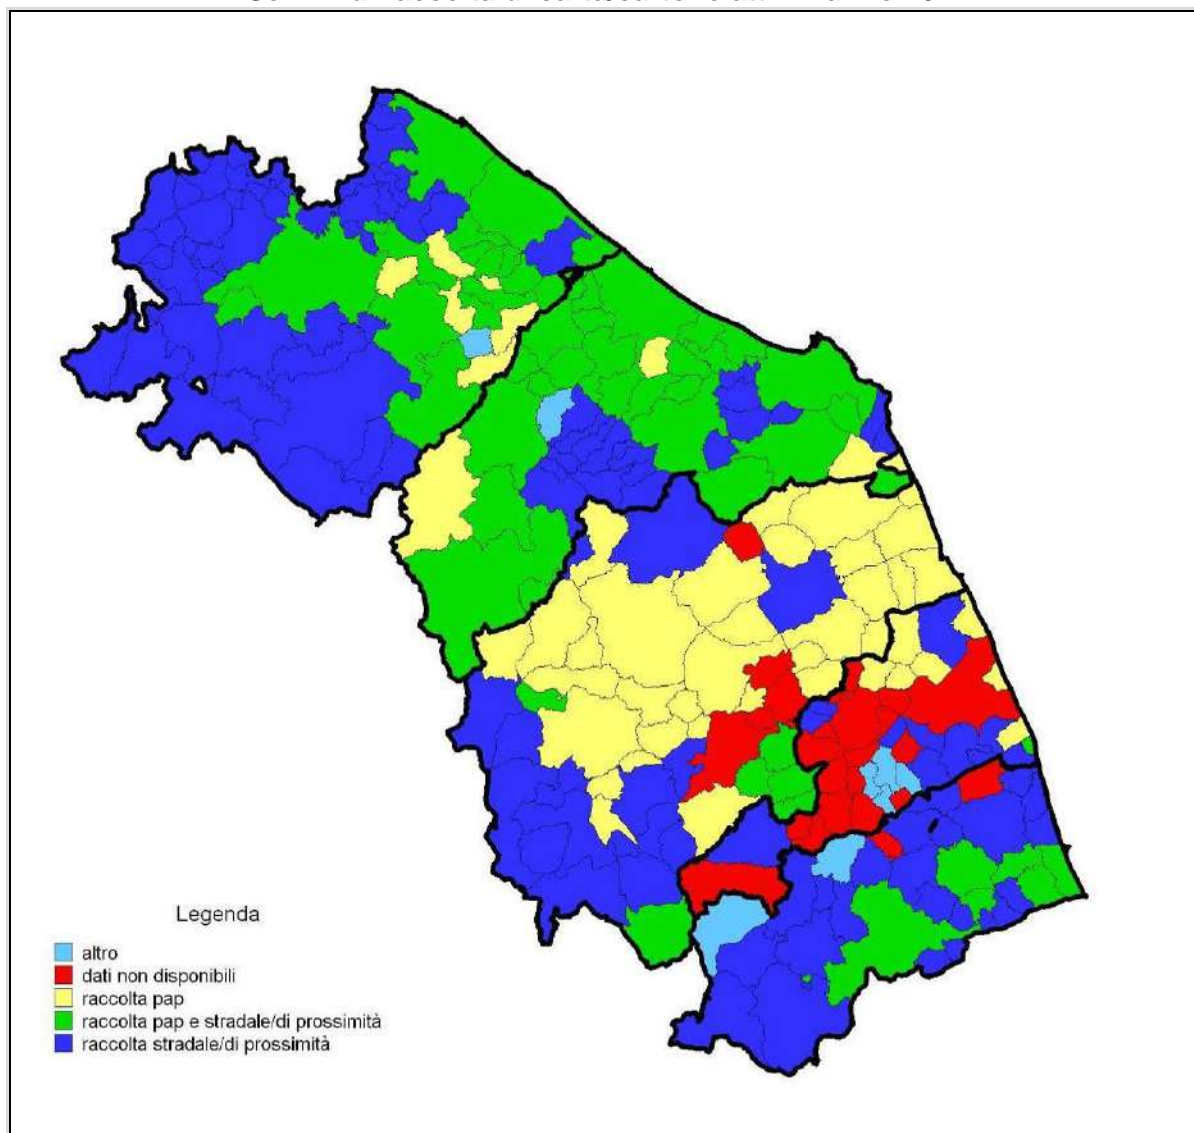 Legenda
altro
dati non disponibili
raccolta pap
raccolta pap e stradale/di prossimità
raccolta stradale/di prossimità